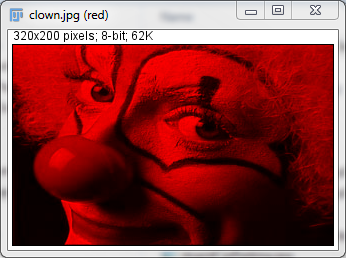 clown.jpg (red)
320x200 pixels; 8-bit; 62K